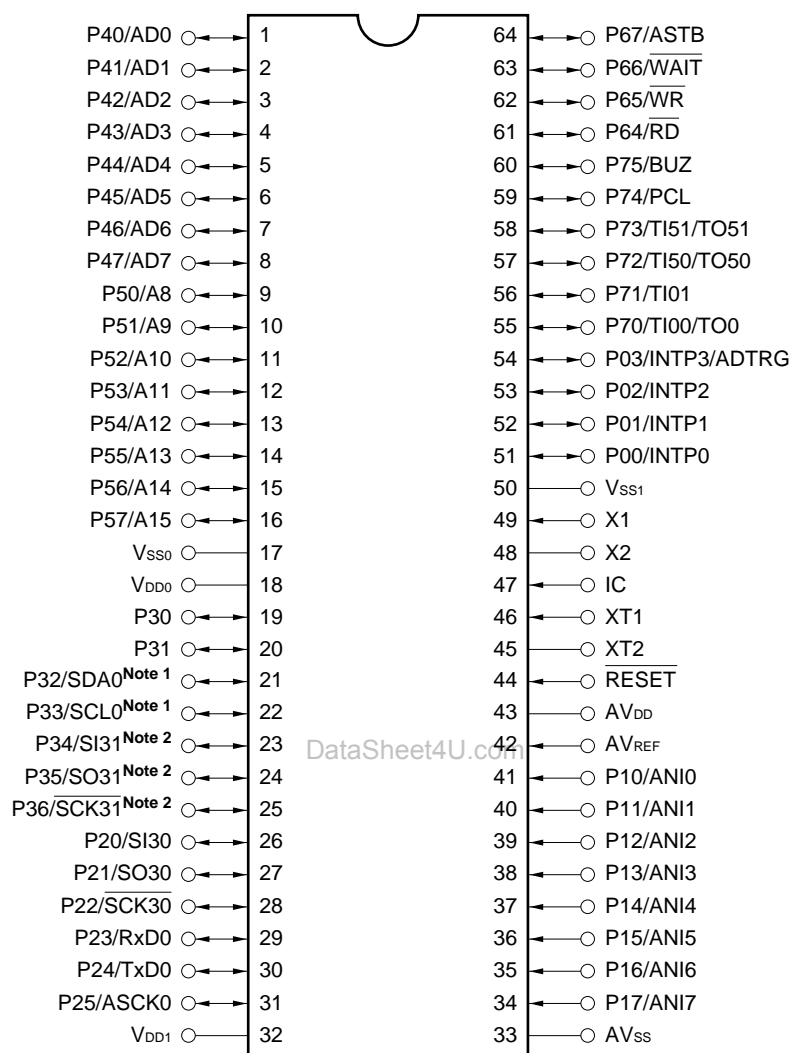 P40/AD0 1 64 P67/ASTB
P41/AD1 2 63 P66/WAIT
P42/AD2 3 62 P65/WR
P43/AD3 4 61 P64/RD
P44/AD4 5 60 P75/BUZ
P45/AD5 6 59 P74/PCL
P46/AD6 7 58 P73/TI51/TO51
P47/AD7 8 57 P72/TI50/TO50
P50/A8 9 56 P71/TI01
P51/A9 10 55 P70/TI00/TO0
P52/A10 11 54 P03/INTP3/ADTRG
P53/A11 12 53 P02/INTP2
P54/A12 13 52 P01/INTP1
P55/A13 14 51 P00/INTP0
P56/A14 15 50 VSS1
P57/A15 16 49 X1
VSS0 17 48 X2
VDD0 18 47 IC
P30 19 46 XT1
P31 20 45 XT2
P32/SDA0Note 1 21 44 RESET
P33/SCL0Note 1 22 43 AVDD
P34/SI31Note 2 23 DataSheet4U.com 42 AVREF
P35/SO31Note 2 24 41 P10/ANI0
P36/SCK31Note 2 25 40 P11/ANI1
P20/SI30 26 39 P12/ANI2
P21/SO30 27 38 P13/ANI3
P22/SCK30 28 37 P14/ANI4
P23/RxD0 29 36 P15/ANI5
P24/TxD0 30 35 P16/ANI6
P25/ASCK0 31 34 P17/ANI7
VDD1 32 33 AVSS